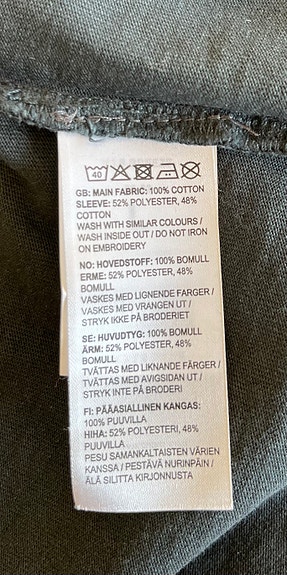 40
GB: MAIN FABRIC: 100% COTTON
SLEEVE: 52% POLYESTER, 48%
COTTON
WASH WITH SIMILAR COLOURS /
WASH INSIDE OUT / DO NOT IRON
ON EMBROIDERY
NO: HOVEDSTOFF: 100% BOMULL
ERME: 52% POLYESTER, 48%
BOMULL
VASKES MED LIGNENDE FARGER /
VASKES MED VRANGEN UT /
STRYK IKKE PÅ BRODERIET
SE: HUVUDTYG: 100% BOMULL
ÄRM: 52% POLYESTER, 48%
BOMULL
TVÄTTAS MED LIKNANDE FÄRGER /
TVÄTTAS MED AVIGSIDAN UT /
STRYK INTE PÅ BRODERI
FI: PÄÄASIALLINEN KANGAS:
100% PUUVILLA
HIHA: 52% POLYESTERI, 48%
PUUVILLA
PESU SAMANKALTAISTEN VÄRIEN
KANSSA / PESTÄVÄ NURINPÄIN /
ÄLÄ SILITTÄ KIRJONNUSTA